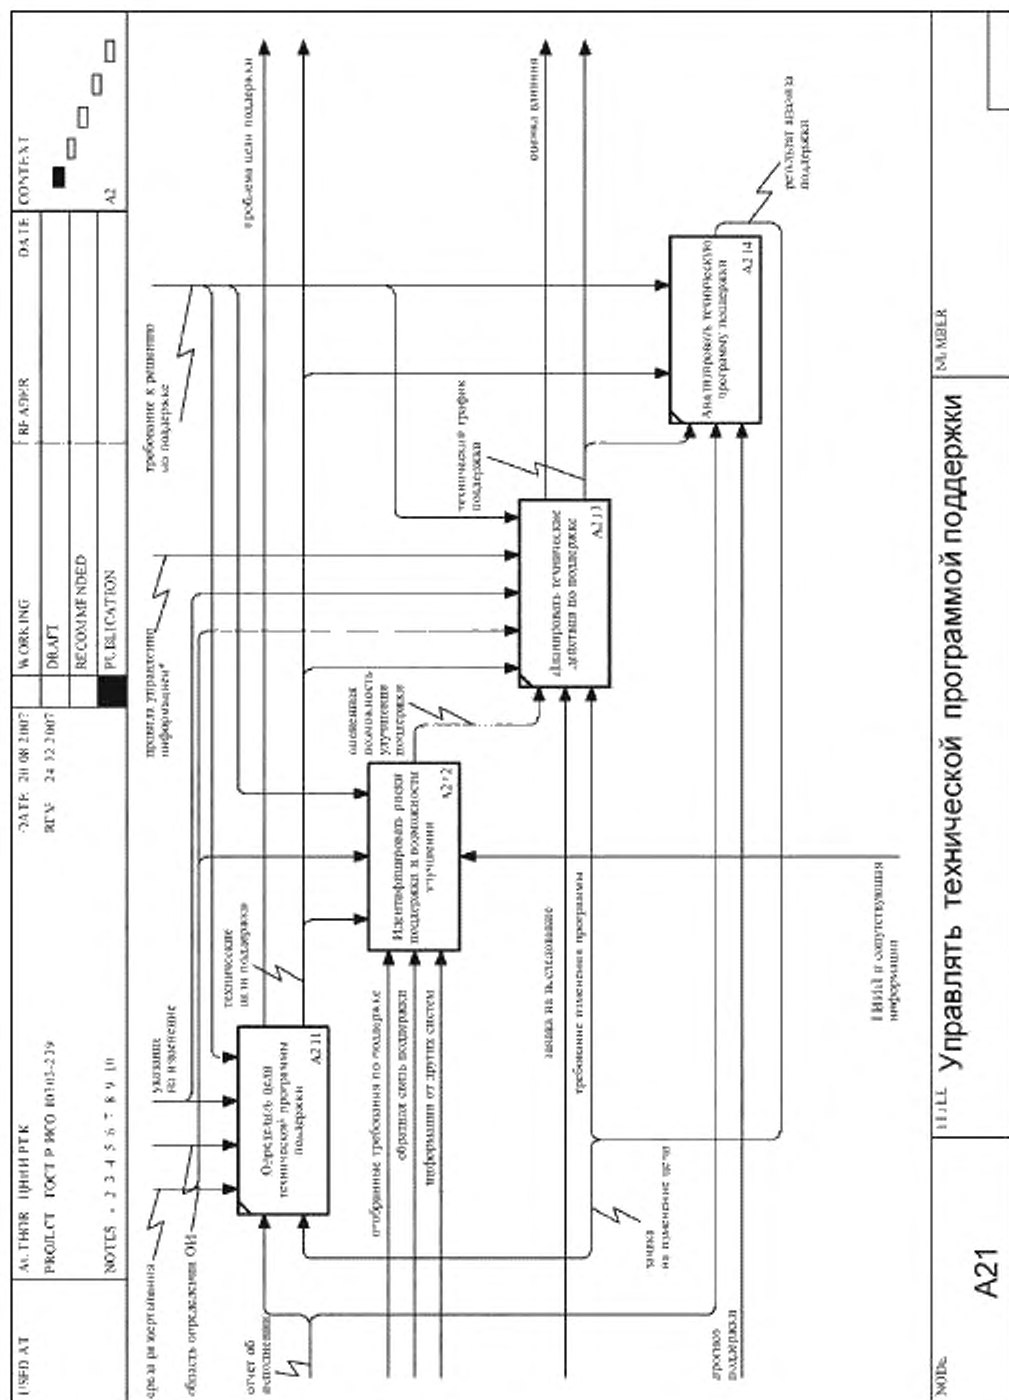 USED AT
AUTHOR ЦНИИ РТК
PROJECT ГОСТ Р ИСО 10303-239
NOTES 1 2 3 4 5 6 7 8 9 10
DATE 20 08 2007
REV 24 12 2007
WORKING
DRAFT
RECOMMENDED
PUBLICATION
READER
DATE
CONTEXT
A2
среда развертывания
область определения ОИ
указания
на изменение
правила управления
информацией
требование к решению
по поддержке
проблема цели поддержки
отчет об
исполнении
Определить цели
технической программы
поддержки
A211
технические
цели поддержки
отобранные требования по поддержке
обратная связь поддержки
информация от других систем
Идентифицировать риски
поддержки и возможности
улучшения
A212
оцененная
возможность
улучшения
поддержки
заявка на исследование
требование изменения программы
Планировать технические
действия по поддержке
A213
технический график
поддержки
оценка влияния
заявка
на изменение цели
прогноз
поддержки
Анализировать техническую
программу поддержки
A214
результат анализа
поддержки
и сопутствующая
информация
NODE:
A21
TITLE
Управлять технической программой поддержки
NUMBER